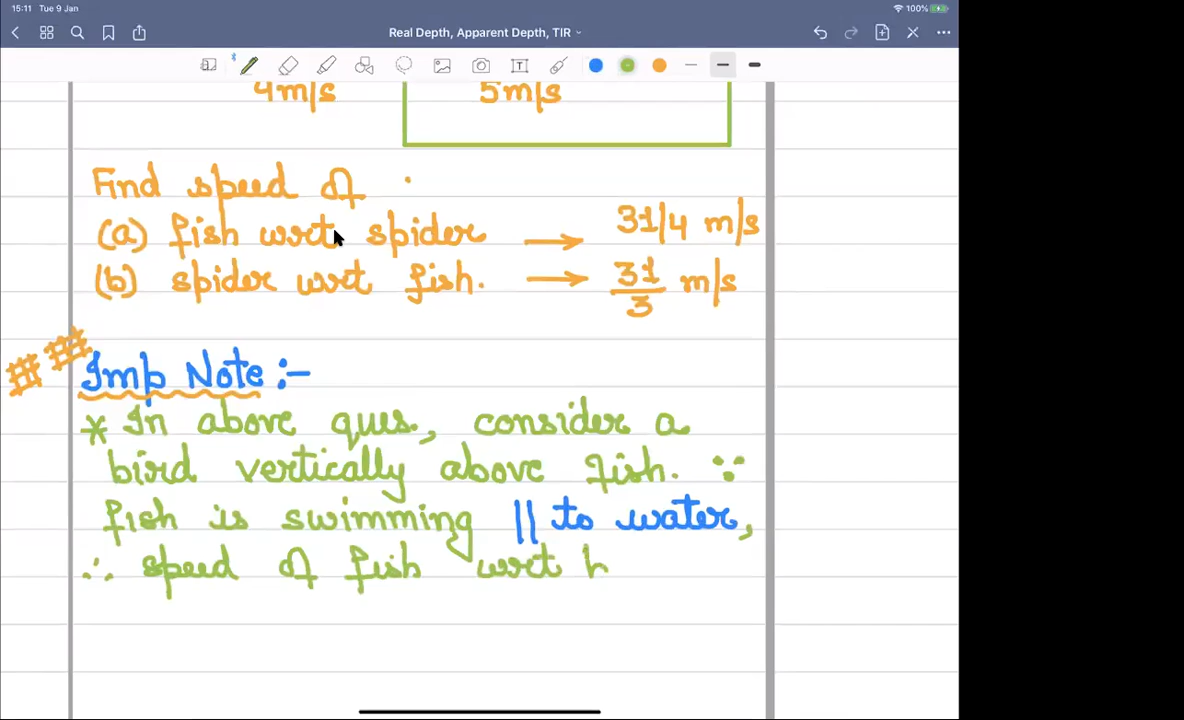 15:11 Tue 9 Jan
100%
Real Depth, Apparent Depth, TIR
4m/s 5m/s
Find speed of :
(a) fish wrt spider → 31/4 m/s
(b) spider wrt fish. → 31/3 m/s
Imp Note :-
* In above ques., consider a
bird vertically above fish. ∵
fish is swimming || to water,
∴ speed of fish wrt